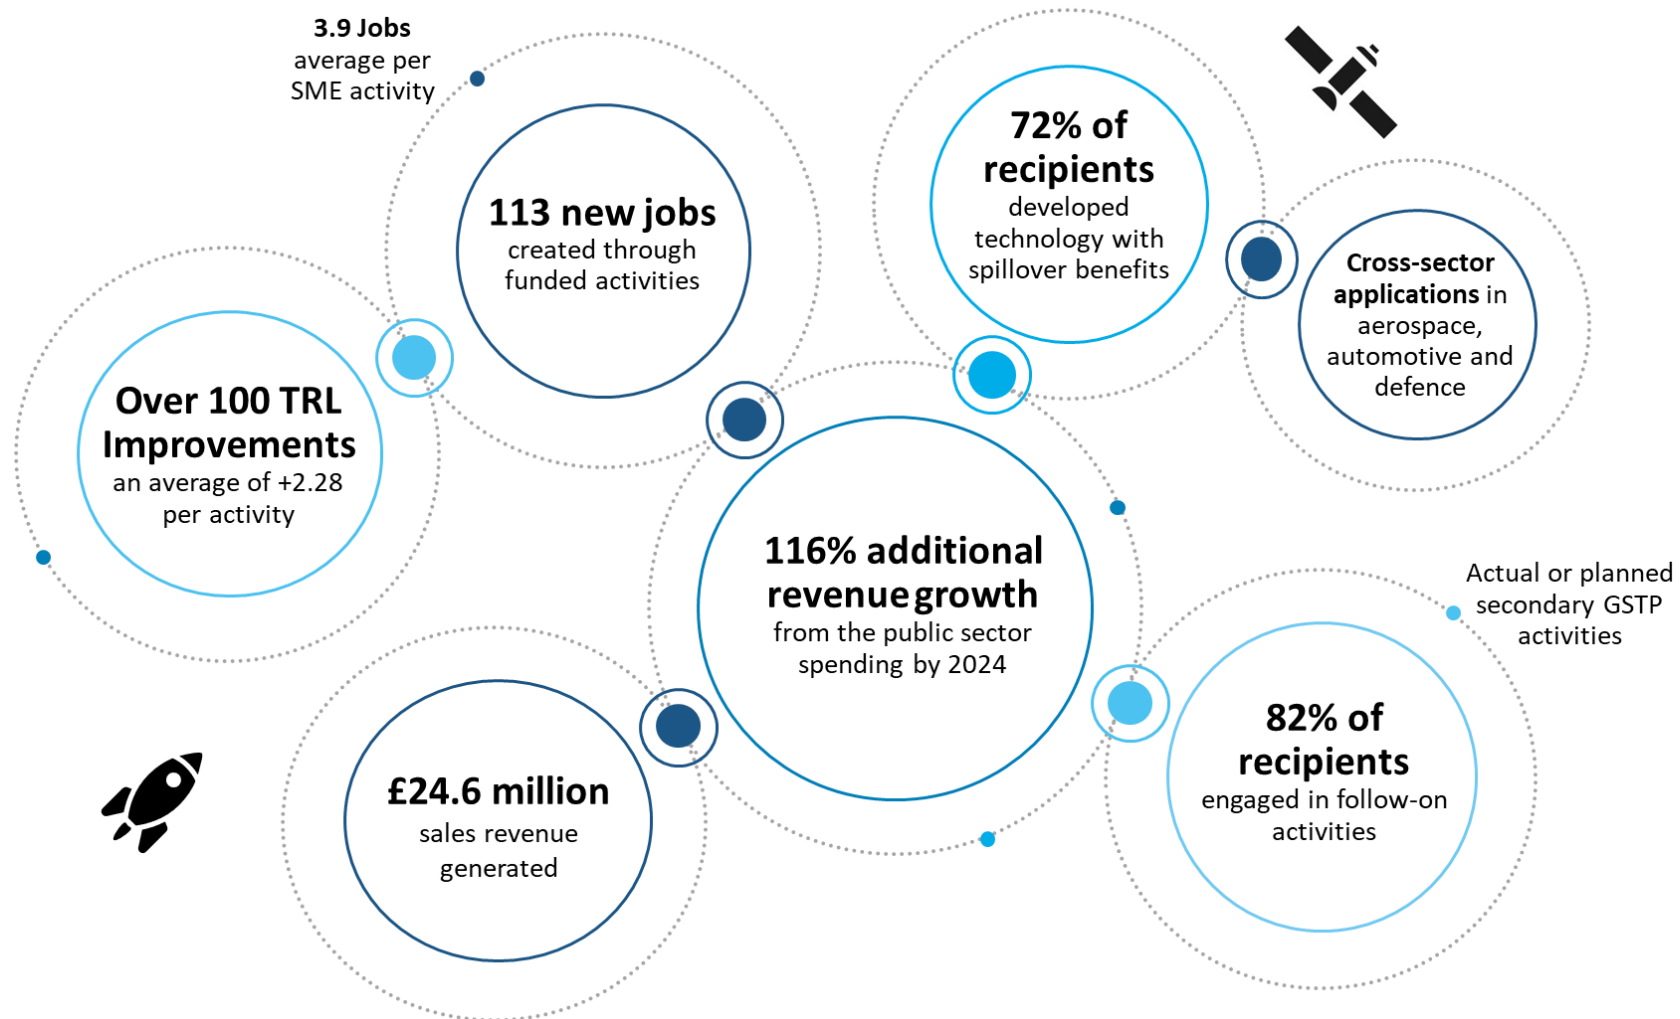 3.9 Jobs
average per
SME activity
113 new jobs
created through
funded activities
72% of
recipients
developed
technology with
spillover benefits
Cross-sector
applications in
aerospace,
automotive and
defence
Over 100 TRL
Improvements
an average of +2.28
per activity
116% additional
revenue growth
from the public sector
spending by 2024
Actual or planned
secondary GSTP
activities
82% of
recipients
engaged in follow-on
activities
£24.6 million
sales revenue
generated